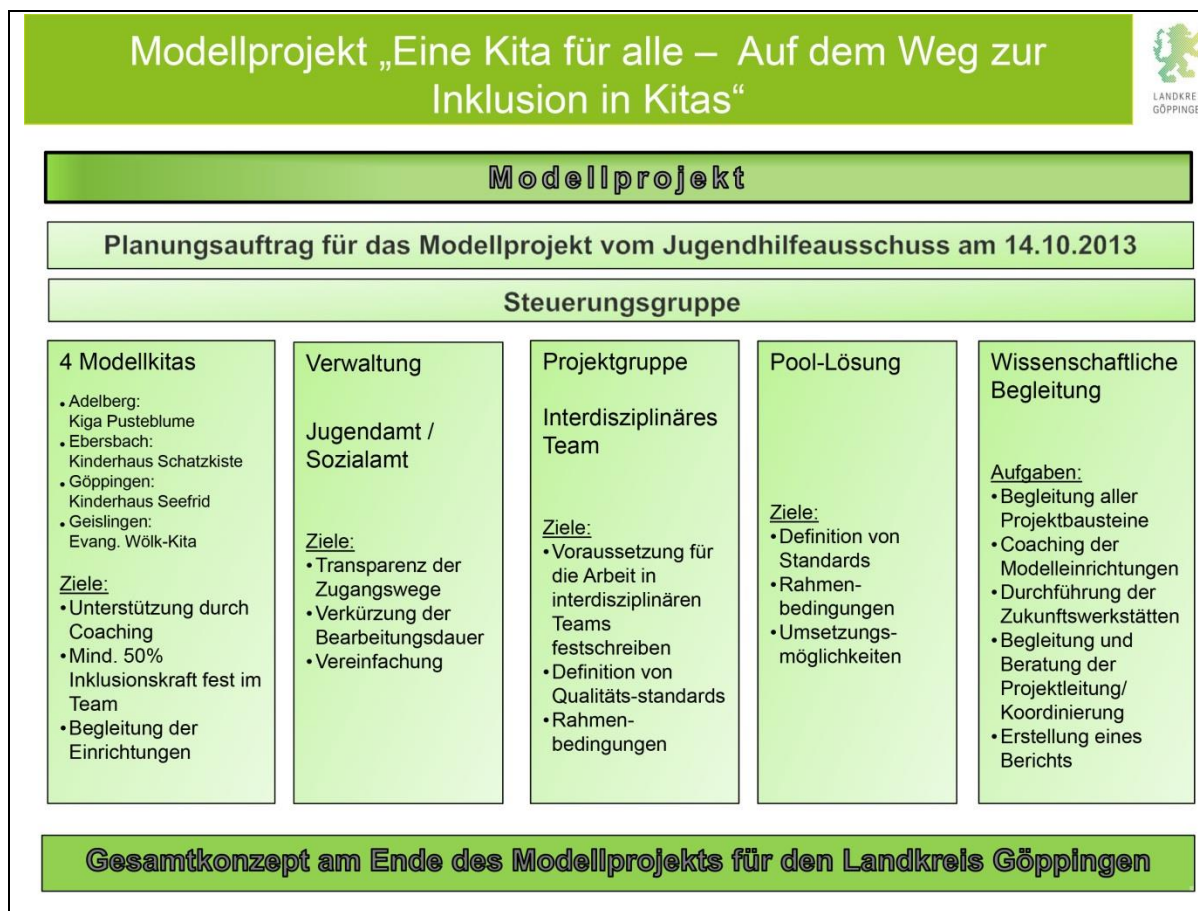 Modellprojekt „Eine Kita für alle – Auf dem Weg zur
Inklusion in Kitas“
LANDKREI
GÖPPINGE
Modellprojekt
Planungsauftrag für das Modellprojekt vom Jugendhilfeausschuss am 14.10.2013
Steuerungsgruppe
4 Modellkitas
• Adelberg:
Kiga Pusteblume
• Ebersbach:
Kinderhaus Schatzkiste
• Göppingen:
Kinderhaus Seefrid
• Geislingen:
Evang. Wölk-Kita
Ziele:
• Unterstützung durch
Coaching
• Mind. 50%
Inklusionskraft fest im
Team
• Begleitung der
Einrichtungen
Verwaltung
Jugendamt /
Sozialamt
Ziele:
• Transparenz der
Zugangswege
• Verkürzung der
Bearbeitungsdauer
• Vereinfachung
Projektgruppe
Interdisziplinäres
Team
Ziele:
• Voraussetzung für
die Arbeit in
interdisziplinären
Teams
festschreiben
• Definition von
Qualitäts-standards
• Rahmen-
bedingungen
Pool-Lösung
Ziele:
• Definition von
Standards
• Rahmen-
bedingungen
• Umsetzungs-
möglichkeiten
Wissenschaftliche
Begleitung
Aufgaben:
• Begleitung aller
Projektbausteine
• Coaching der
Modelleinrichtungen
• Durchführung der
Zukunftswerkstätten
• Begleitung und
Beratung der
Projektleitung/
Koordinierung
• Erstellung eines
Berichts
Gesamtkonzept am Ende des Modellprojekts für den Landkreis Göppingen